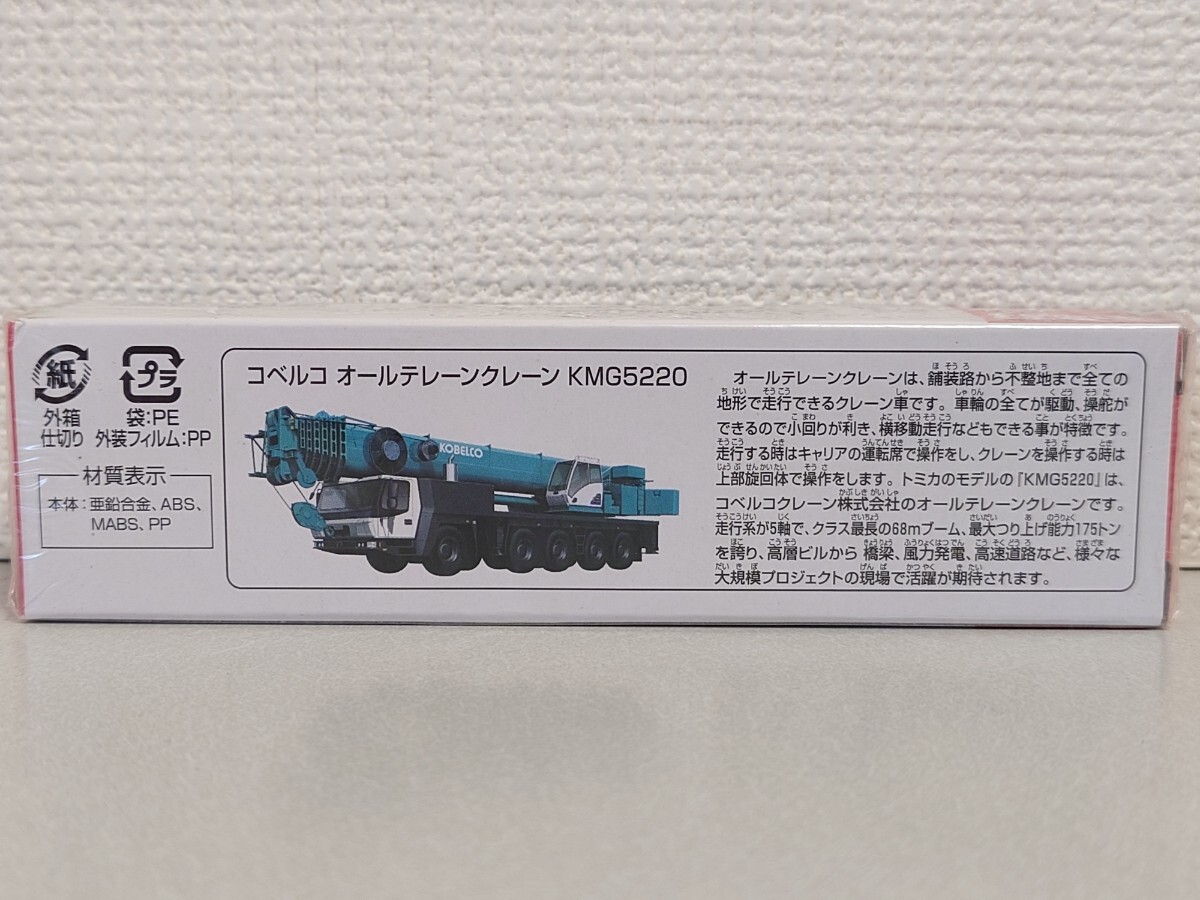 紙
プラ
外箱
仕切り
袋:PE
外装フィルム:PP
材質表示
本体:亜鉛合金、ABS、
MABS、PP
コベルコ オールテレーンクレーン KMG5220
KOBELCO
オールテレーンクレーンは、舗装路から不整地まで全ての
地形で走行できるクレーン車です。車輪の全てが駆動、操舵が
できるので小回りが利き、横移動走行などもできる事が特徴です。
走行する時はキャリアの運転席で操作をし、クレーンを操作する時は
上部旋回体で操作をします。トミカのモデルの「KMG5220」は、
コベルコクレーン株式会社のオールテレーンクレーンです。
走行系が5軸で、クラス最長の68mブーム、最大つり上げ能力175トン
を誇り、高層ビルから 橋梁、風力発電、高速道路など、様々な
大規模プロジェクトの現場で活躍が期待されます。